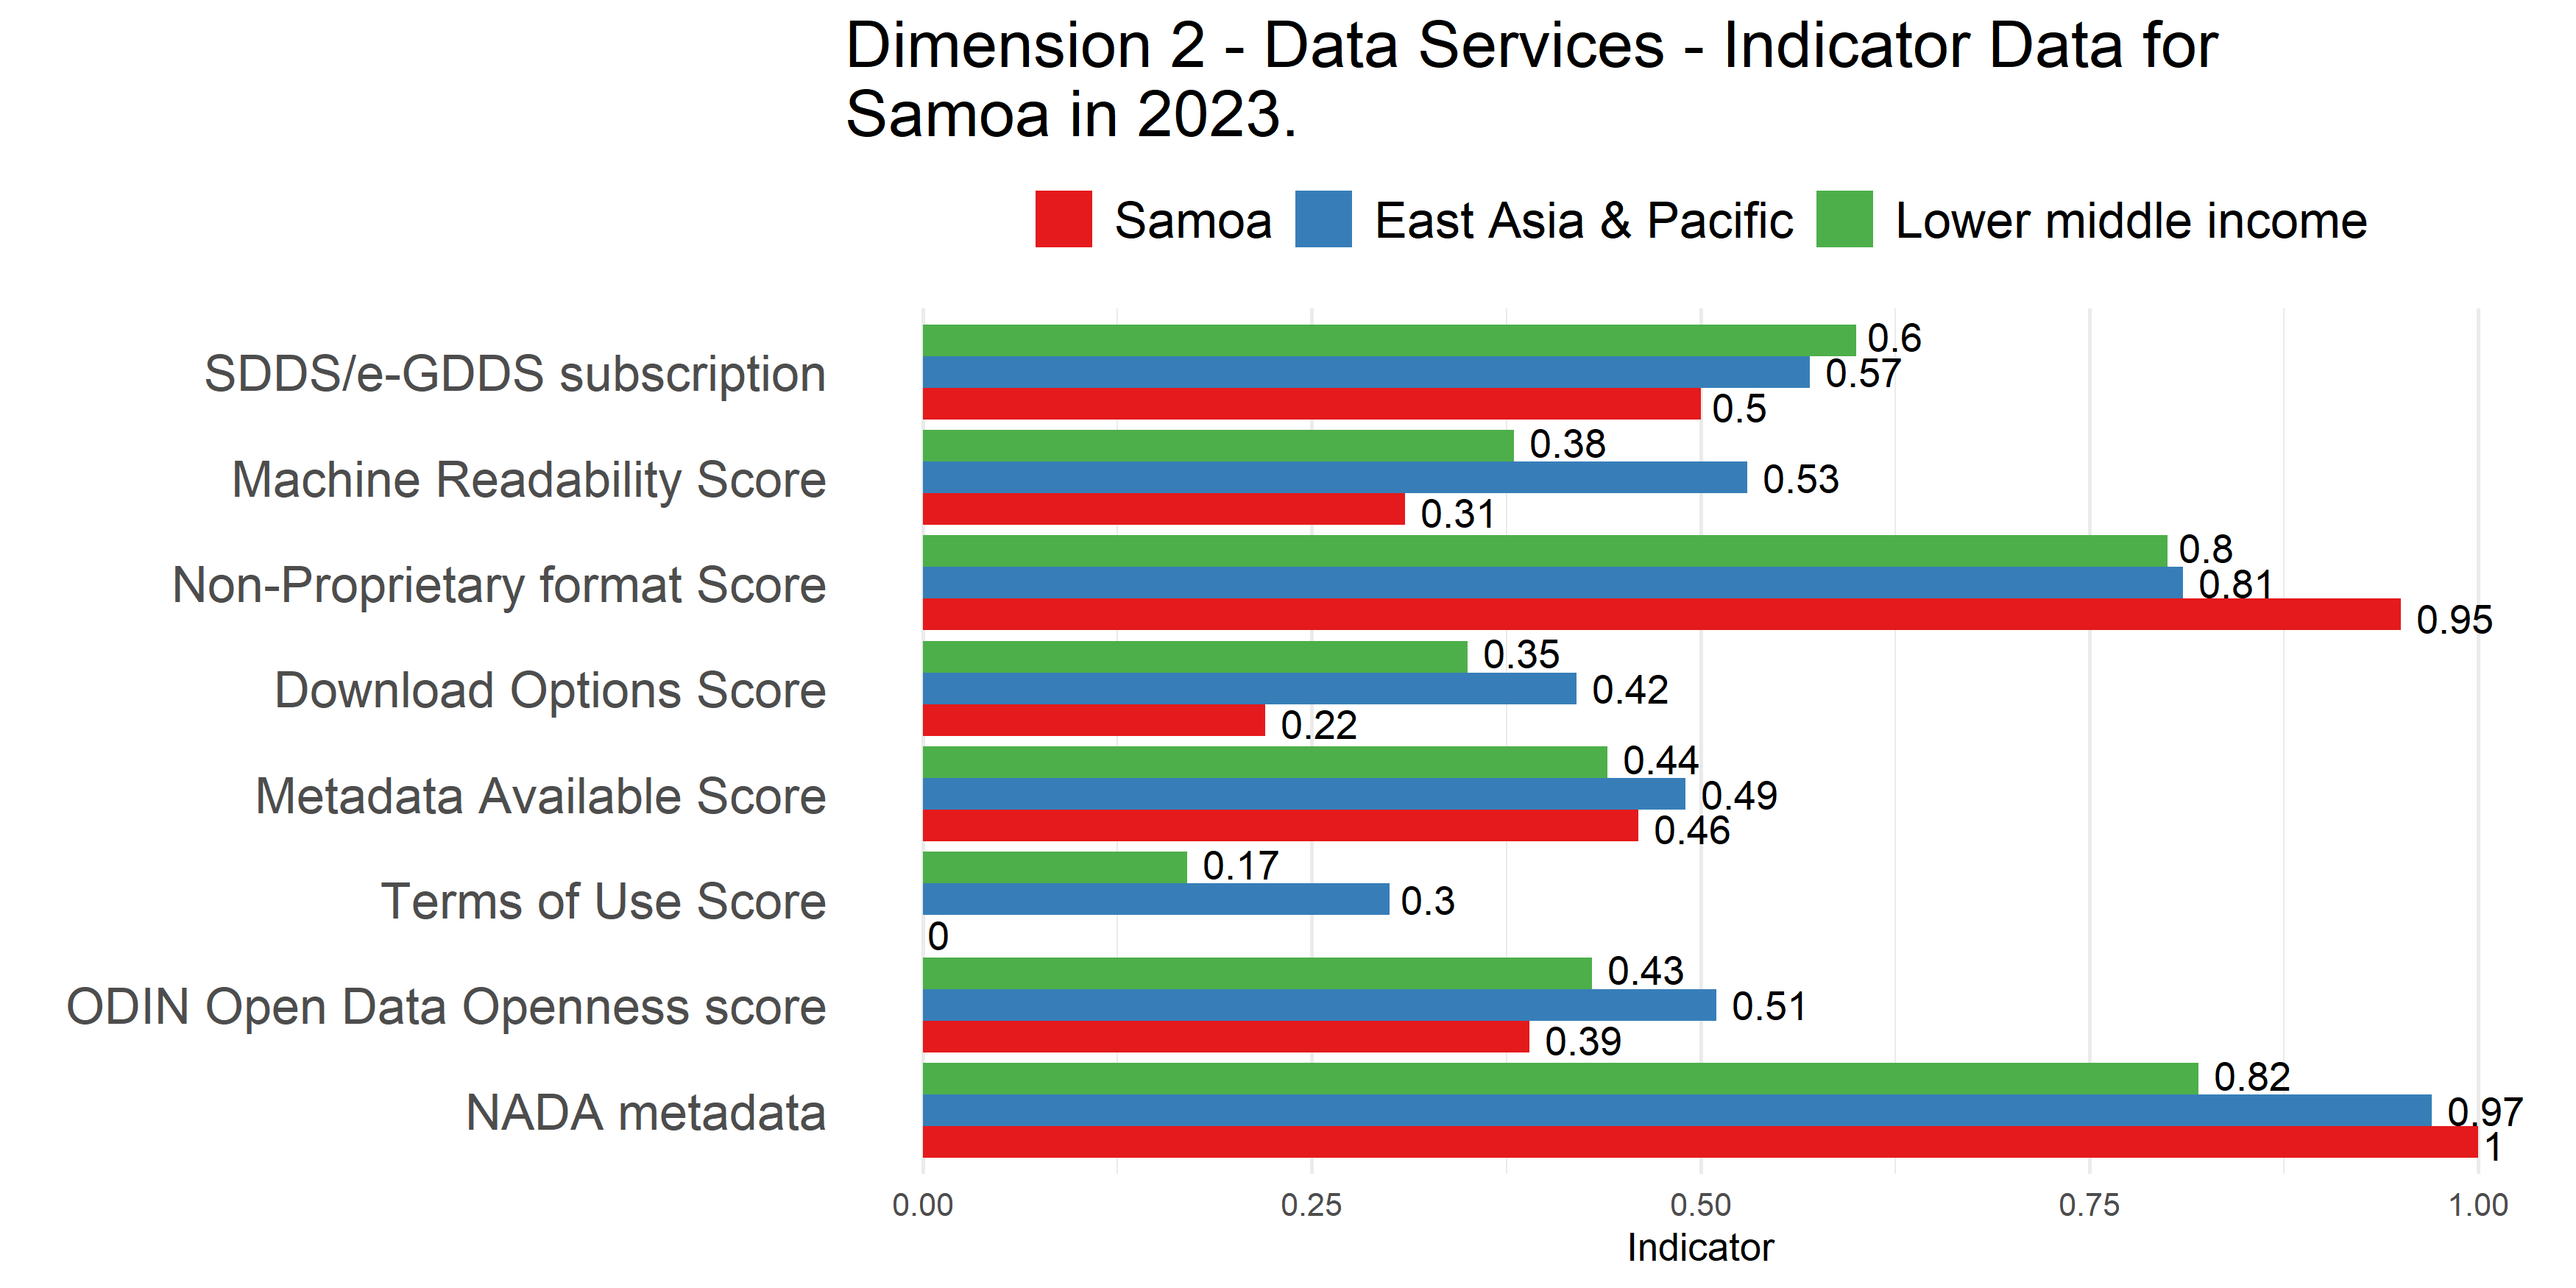 Dimension 2 - Data Services - Indicator Data for
Samoa in 2023.
Samoa East Asia & Pacific Lower middle income
SDDS/e-GDDS subscription
0.6
0.57
0.5
Machine Readability Score
0.38
0.53
0.31
Non-Proprietary format Score
0.8
0.81
0.95
Download Options Score
0.35
0.42
0.22
Metadata Available Score
0.44
0.49
0.46
Terms of Use Score
0.17
0.3
0
ODIN Open Data Openness score
0.43
0.51
0.39
NADA metadata
0.82
0.97
1
0.00 0.25 0.50 0.75 1.00
Indicator